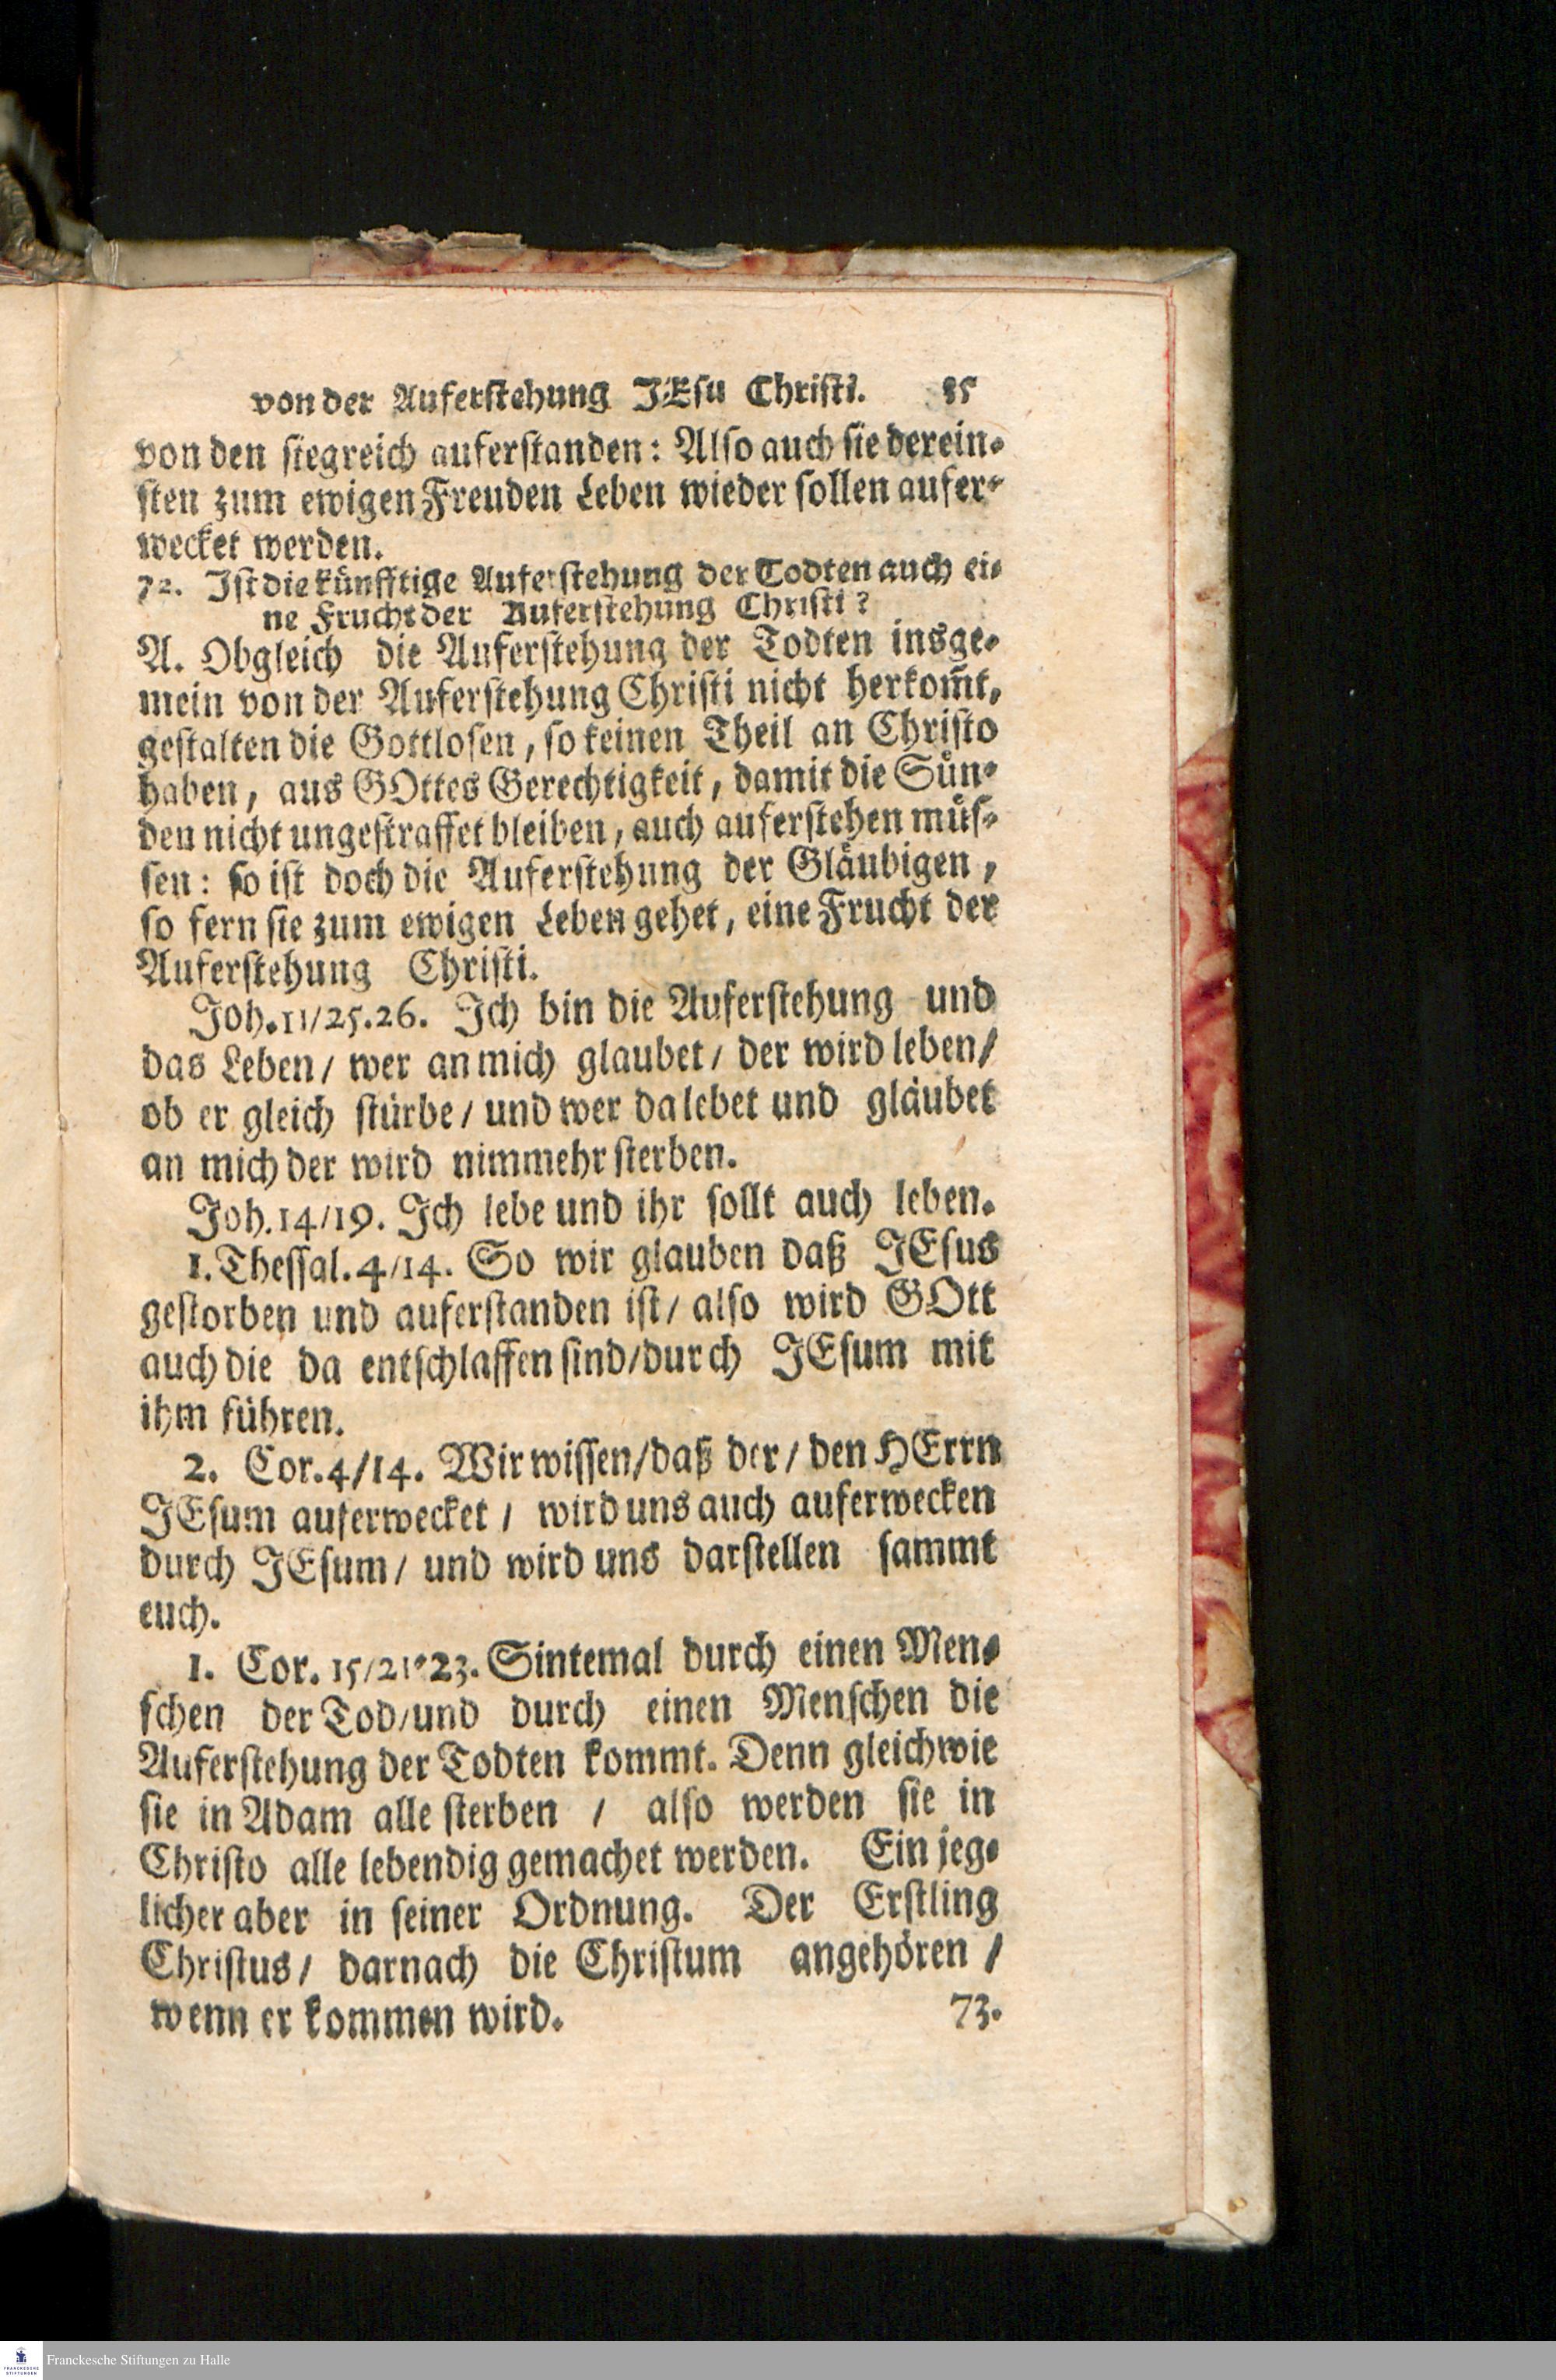 von der Auferstehung JEsu Christi. 85
von den siegreich auferstanden: Also auch sie derein-
sten zum ewigen Freuden Leben wieder sollen aufer-
wecket werden.
72. Ist die künfftige Auferstehung der Todten auch ei-
ne Frucht der Auferstehung Christi?
A. Obgleich die Auferstehung der Todten insge-
mein von der Auferstehung Christi nicht herkom̃t,
gestalten die Gottlosen, so keinen Theil an Christo
haben, aus GOttes Gerechtigkeit, damit die Sün-
den nicht ungestraffet bleiben, auch auferstehen müs-
sen: so ist doch die Auferstehung der Gläubigen,
so fern sie zum ewigen Leben gehet, eine Frucht der
Auferstehung Christi.
Joh. 11/25.26. Ich bin die Auferstehung und
das Leben/ wer an mich glaubet/ der wird leben/
ob er gleich stürbe/ und wer da lebet und gläubet
an mich der wird nimmehr sterben.
Joh. 14/19. Ich lebe und ihr sollt auch leben.
1. Thessal. 4/14. So wir glauben daß JEsus
gestorben und auferstanden ist/ also wird GOtt
auch die da entschlaffen sind/durch JEsum mit
ihm führen.
2. Cor. 4/14. Wir wissen/daß der/ den HErrn
JEsum auferwecket / wird uns auch auferwecken
durch JEsum/ und wird uns darstellen sammt
euch.
1. Cor. 15/21-23. Sintemal durch einen Men-
schen der Tod/und durch einen Menschen die
Auferstehung der Todten kommt. Denn gleichwie
sie in Adam alle sterben / also werden sie in
Christo alle lebendig gemachet werden. Ein jeg-
licher aber in seiner Ordnung. Der Erstling
Christus/ darnach die Christum angehören /
wenn er kommen wird. 73.
Franckesche Stiftungen zu Halle
FRANCKESCHE
STIFTUNGEN